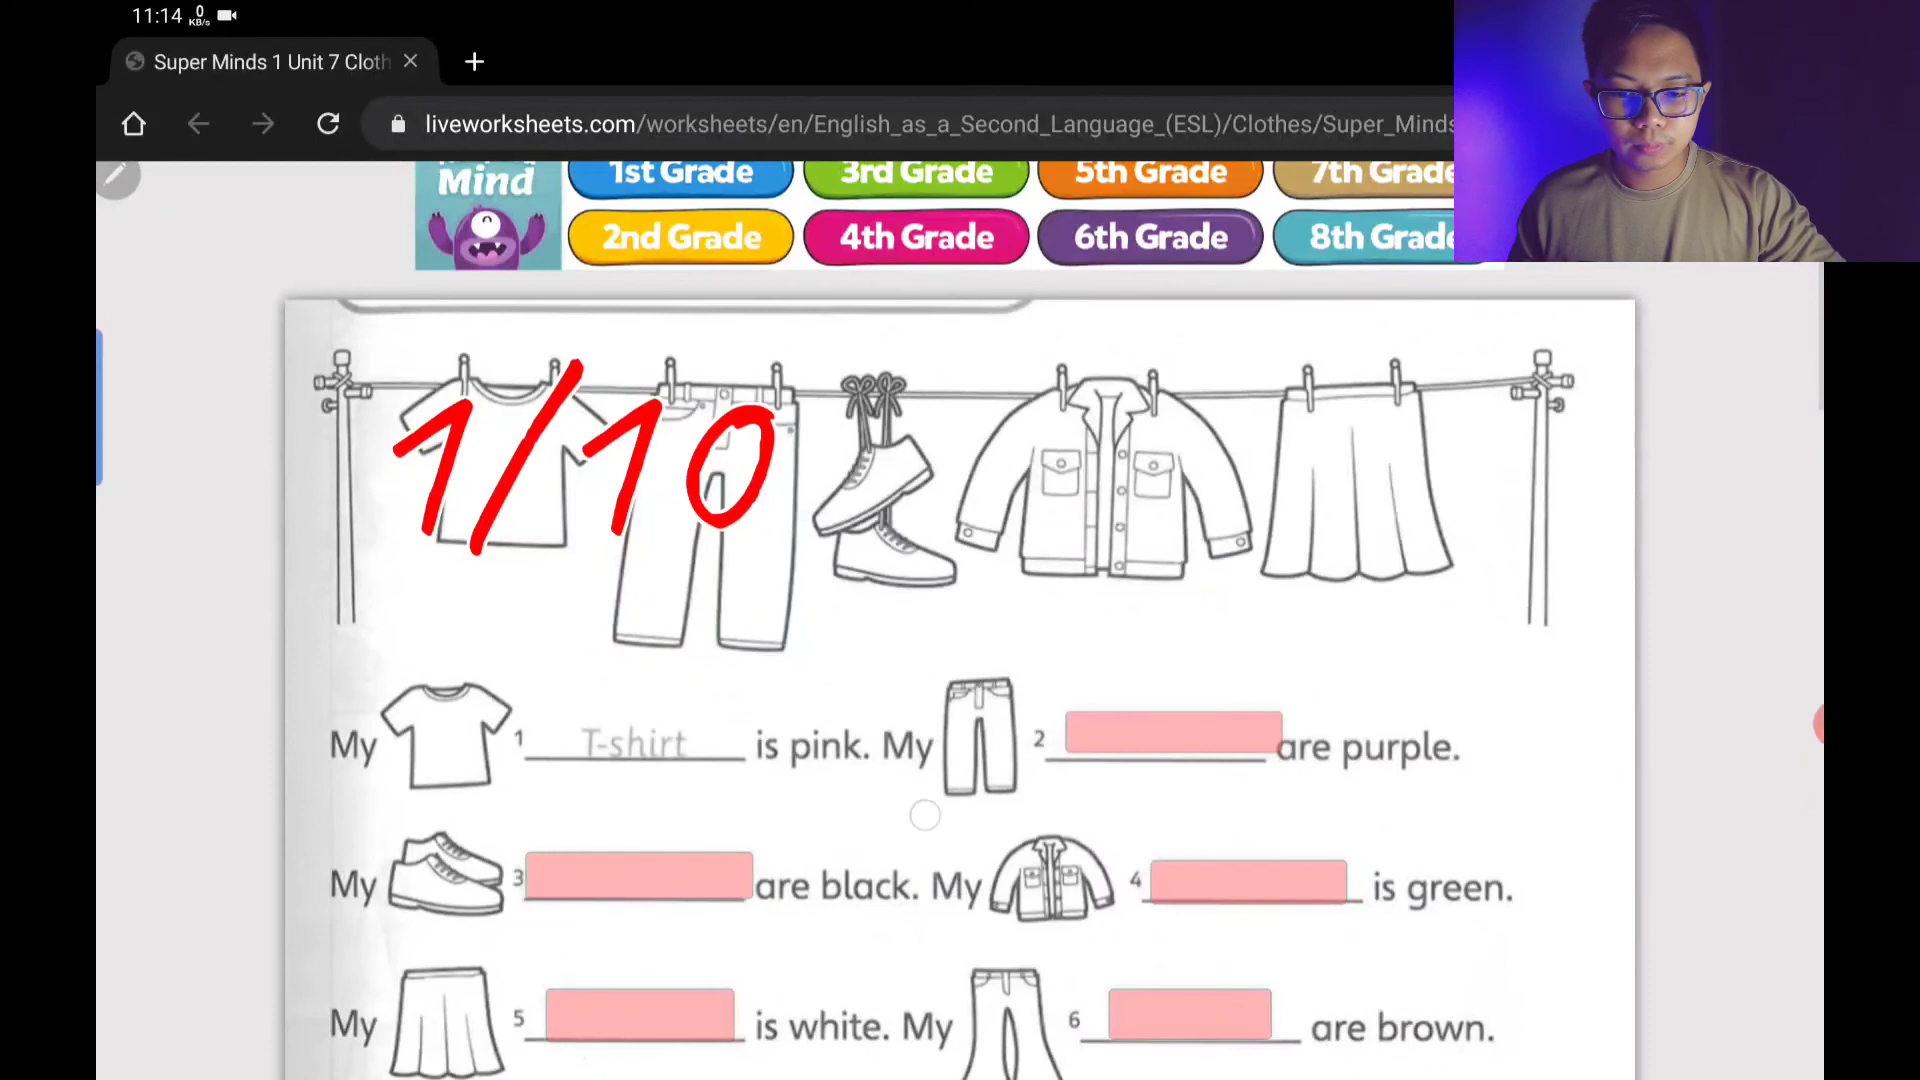 11:14 0 KB/s
Super Minds 1 Unit 7 Cloth
liveworksheets.com/worksheets/en/English_as_a_Second_Language_(ESL)/Clothes/Super_Minds
Mind
1st Grade 3rd Grade 5th Grade 7th Grade
2nd Grade 4th Grade 6th Grade 8th Grade
1/10
My 1 T-shirt is pink. My 2 are purple.
My 3 are black. My 4 is green.
My 5 is white. My 6 are brown.